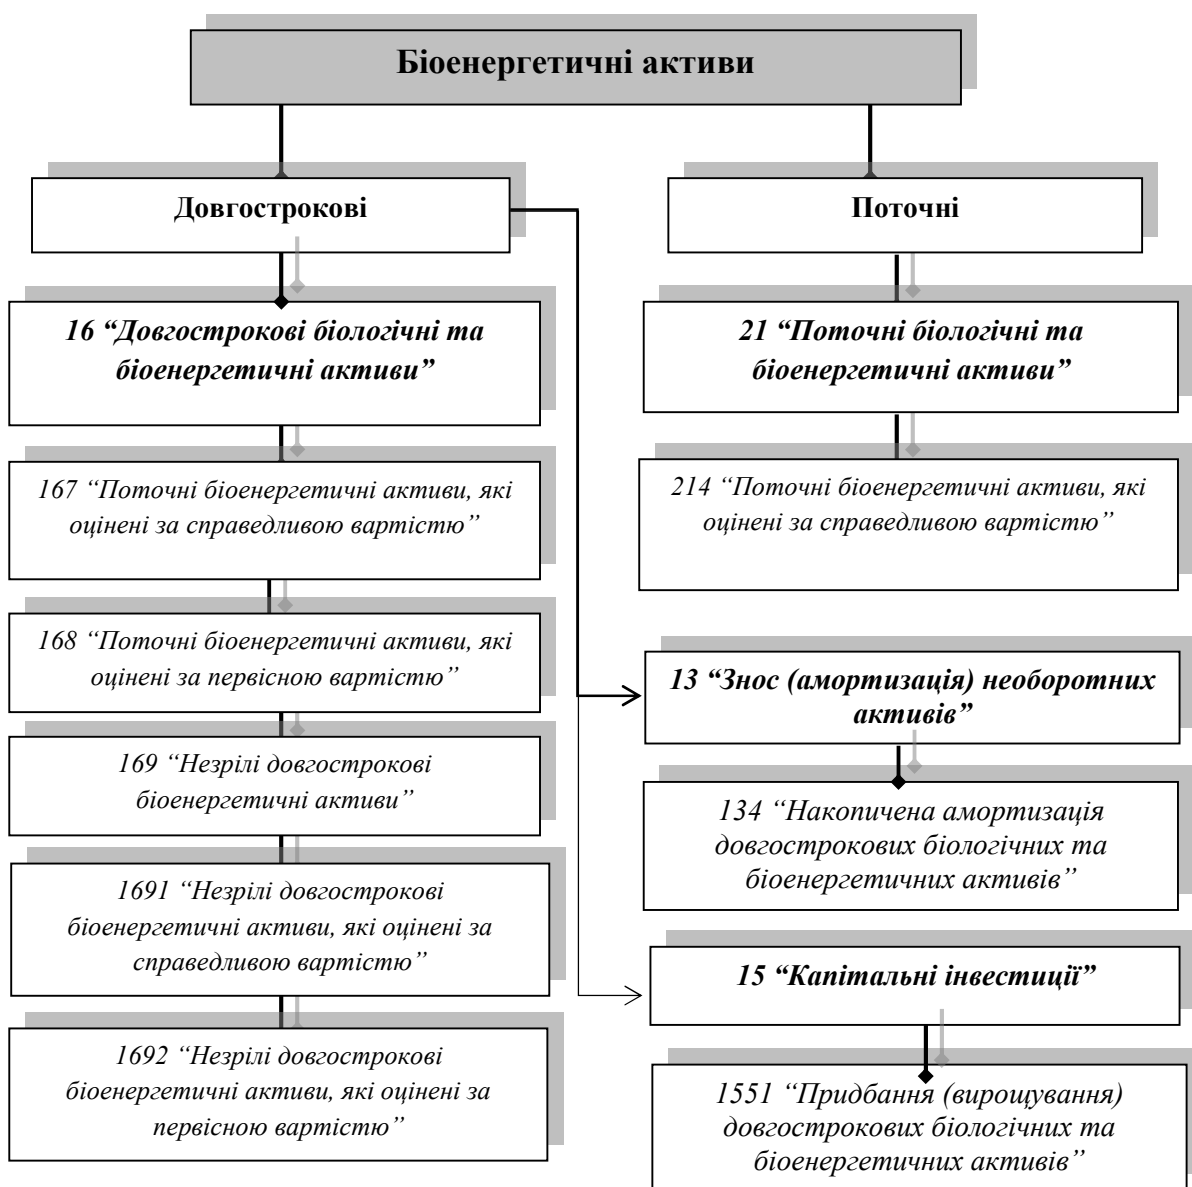 Біоенергетичні активи
Довгострокові
Поточні
16 “Довгострокові біологічні та
біоенергетичні активи”
21 “Поточні біологічні та
біоенергетичні активи”
167 “Поточні біоенергетичні активи, які
оцінені за справедливою вартістю”
214 “Поточні біоенергетичні активи, які
оцінені за справедливою вартістю”
168 “Поточні біоенергетичні активи, які
оцінені за первісною вартістю”
13 “Знос (амортизація) необоротних
активів”
169 “Незрілі довгострокові
біоенергетичні активи”
134 “Накопичена амортизація
довгострокових біологічних та
біоенергетичних активів”
1691 “Незрілі довгострокові
біоенергетичні активи, які оцінені за
справедливою вартістю”
15 “Капітальні інвестиції”
1692 “Незрілі довгострокові
біоенергетичні активи, які оцінені за
первісною вартістю”
1551 “Придбання (вирощування)
довгострокових біологічних та
біоенергетичних активів”